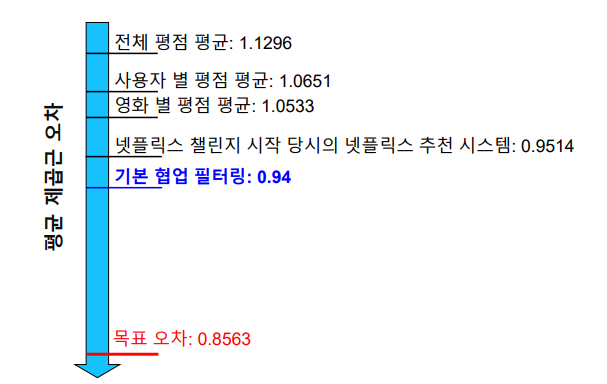 전체 평점 평균: 1.1296
사용자 별 평점 평균: 1.0651
영화 별 평점 평균: 1.0533
넷플릭스 챌린지 시작 당시의 넷플릭스 추천 시스템: 0.9514
기본 협업 필터링: 0.94
평균 제곱근 오차
목표 오차: 0.8563